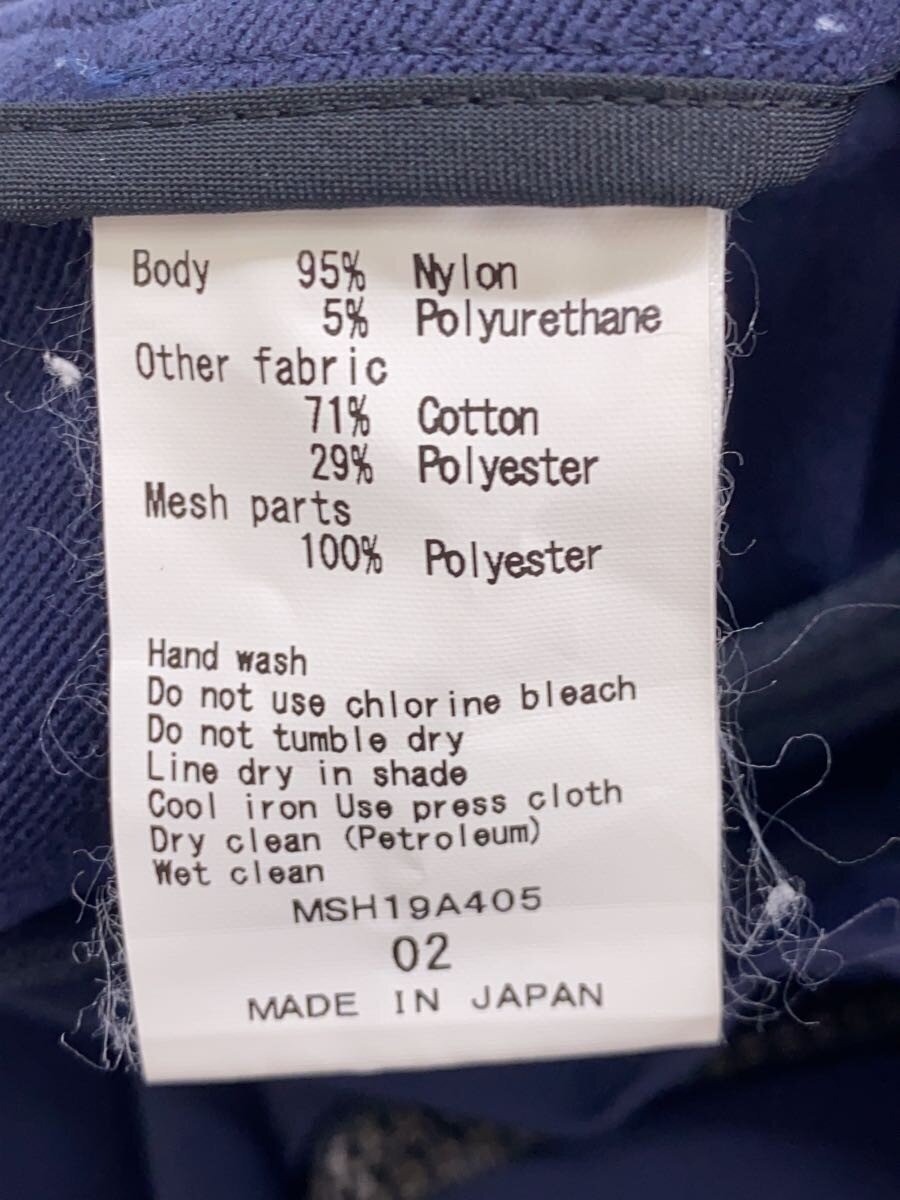 Body 95% Nylon
5% Polyurethane
Other fabric
71% Cotton
29% Polyester
Mesh parts
100% Polyester
Hand wash
Do not use chlorine bleach
Do not tumble dry
Line dry in shade
Cool iron Use press cloth
Dry clean (Petroleum)
Wet clean
MSH19A405
02
MADE IN JAPAN